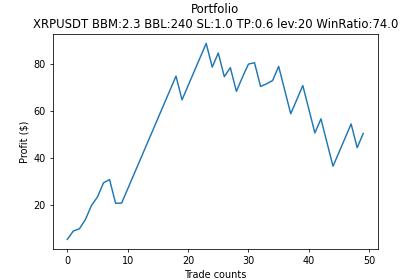 Portfolio
XRPUSDT BBM:2.3 BBL:240 SL:1.0 TP:0.6 lev:20 WinRatio:74.0
80
60
40
20
Profit ($)
0 10 20 30 40 50
Trade counts